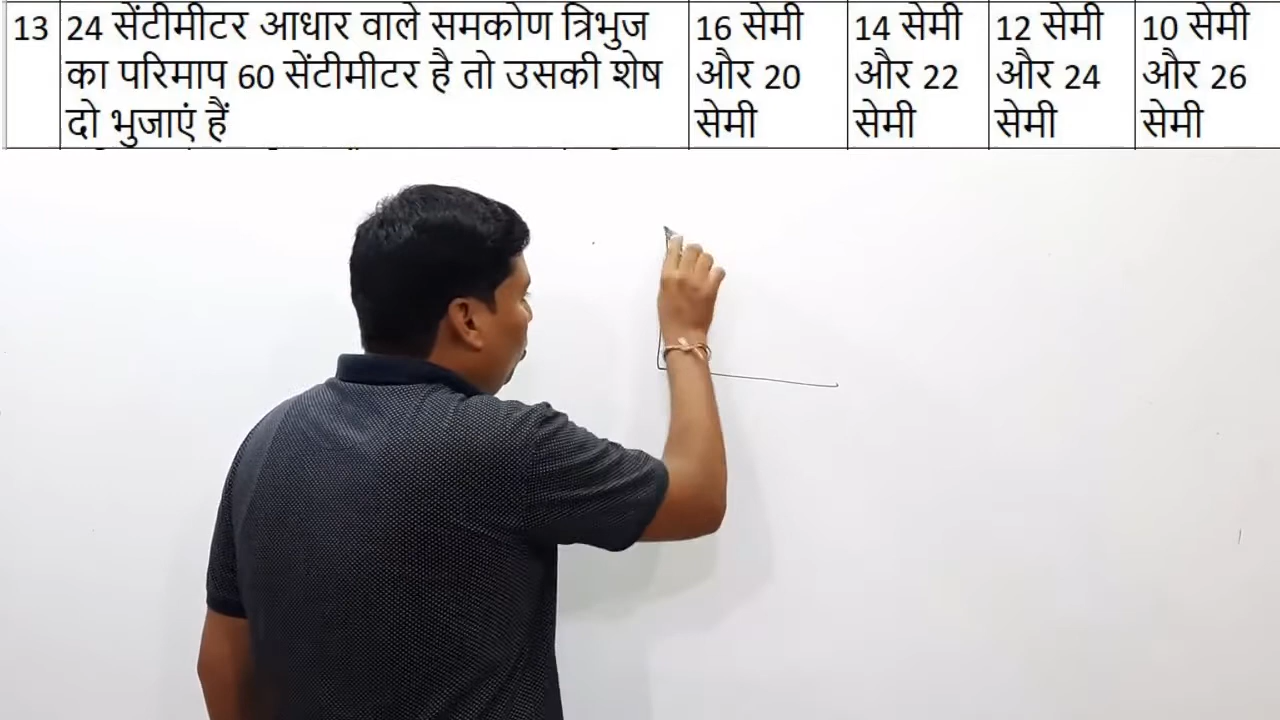 13 24 सेंटीमीटर आधार वाले समकोण त्रिभुज
का परिमाप 60 सेंटीमीटर है तो उसकी शेष
दो भुजाएं हैं
16 सेमी
और 20
सेमी
14 सेमी
और 22
सेमी
12 सेमी
और 24
सेमी
10 सेमी
और 26
सेमी